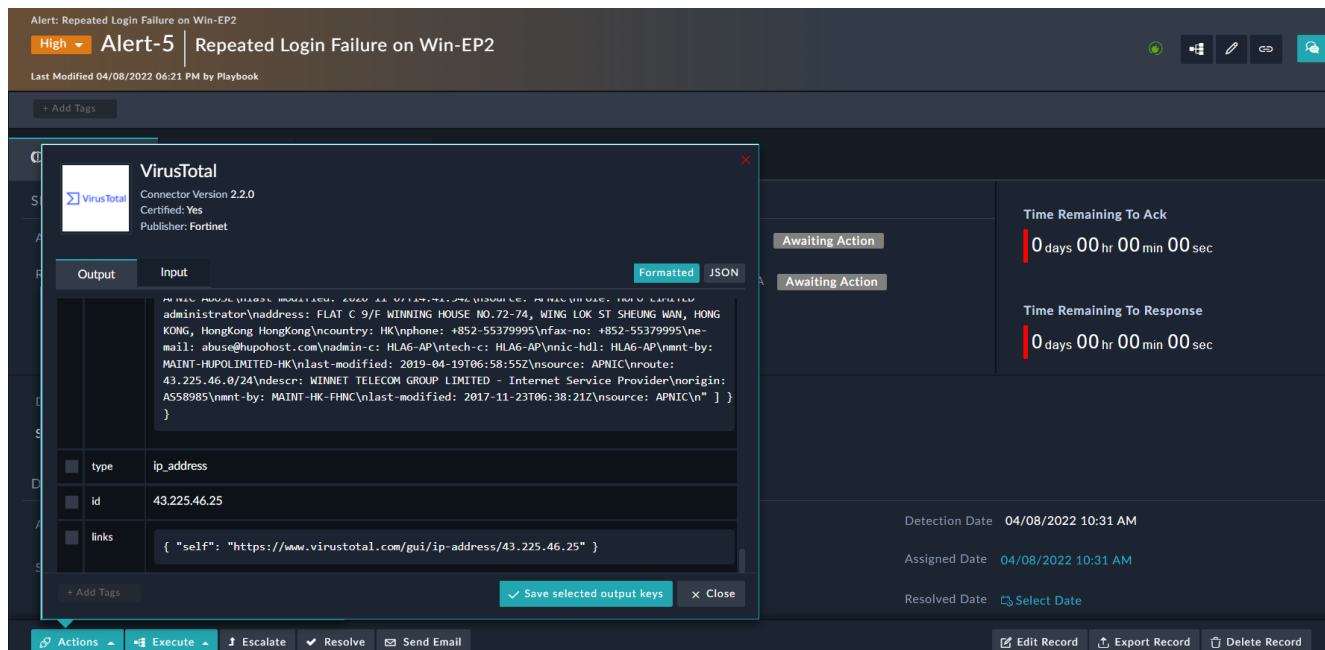 Alert: Repeated Login Failure on Win-EP2
High Alert-5 Repeated Login Failure on Win-EP2
Last Modified 04/08/2022 06:21 PM by Playbook
+ Add Tags
VirusTotal
VirusTotal
Connector Version 2.2.0
Certified: Yes
Publisher: Fortinet
Output Input Formatted JSON
administrator\naddress: FLAT C 9/F WINNING HOUSE NO.72-74, WING LOK ST SHEUNG WAN, HONG
KONG, HongKong HongKong\ncountry: HK\nphone: +852-55379995\nfax-no: +852-55379995\ne-
mail: abuse@hupohost.com\nadmin-c: HLA6-AP\ntech-c: HLA6-AP\nnic-hdl: HLA6-AP\nmnt-by:
MAINT-HUPOLIMITED-HK\nlast-modified: 2019-04-19T06:58:55Z\nsource: APNIC\nroute:
43.225.46.0/24\ndescr: WINNET TELECOM GROUP LIMITED - Internet Service Provider\norigin:
AS58985\nmnt-by: MAINT-HK-FHNC\nlast-modified: 2017-11-23T06:38:21Z\nsource: APNIC\n" ] }
}
type ip_address
id 43.225.46.25
links { "self": "https://www.virustotal.com/gui/ip-address/43.225.46.25" }
+ Add Tags
Save selected output keys
Close
Awaiting Action
Awaiting Action
Time Remaining To Ack
0 days 00 hr 00 min 00 sec
Time Remaining To Response
0 days 00 hr 00 min 00 sec
Detection Date 04/08/2022 10:31 AM
Assigned Date 04/08/2022 10:31 AM
Resolved Date Select Date
Actions Execute Escalate Resolve Send Email Edit Record Export Record Delete Record